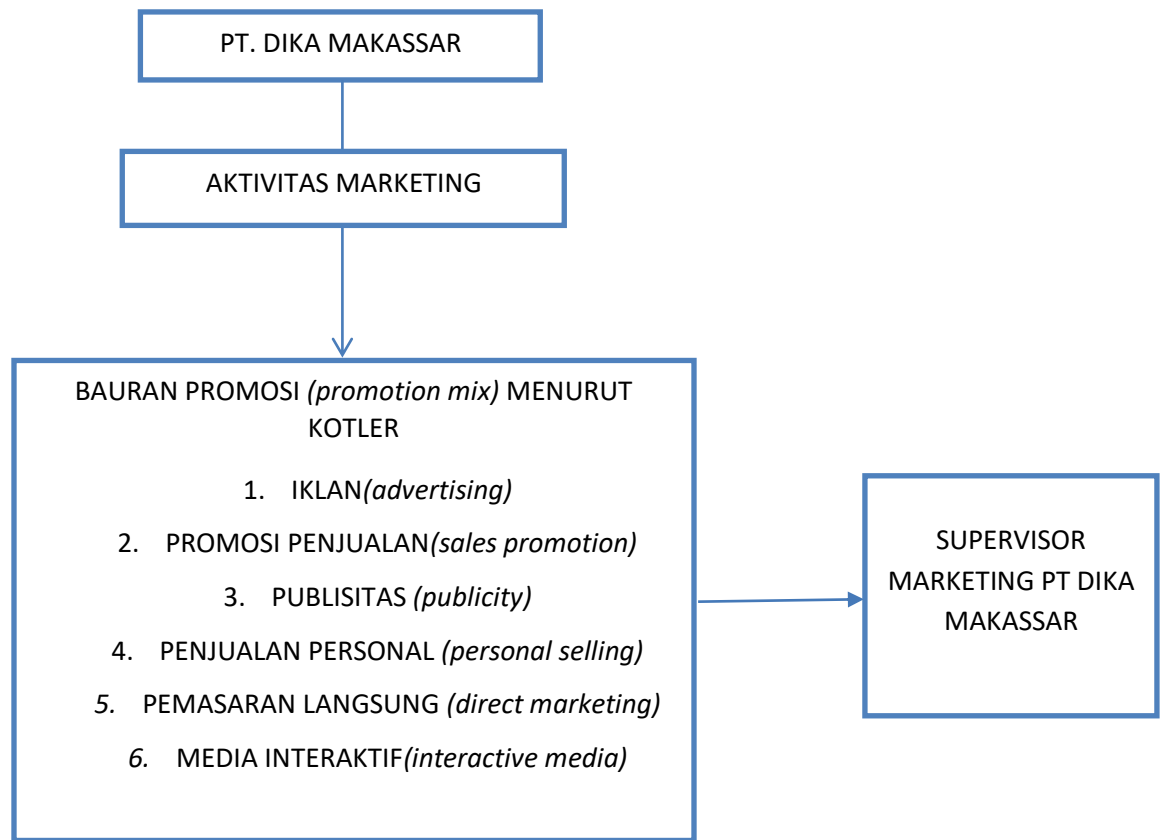 PT. DIKA MAKASSAR
AKTIVITAS MARKETING
BAURAN PROMOSI (promotion mix) MENURUT
KOTLER
1. IKLAN(advertising)
2. PROMOSI PENJUALAN(sales promotion)
3. PUBLISITAS (publicity)
4. PENJUALAN PERSONAL (personal selling)
5. PEMASARAN LANGSUNG (direct marketing)
6. MEDIA INTERAKTIF(interactive media)
SUPERVISOR
MARKETING PT DIKA
MAKASSAR